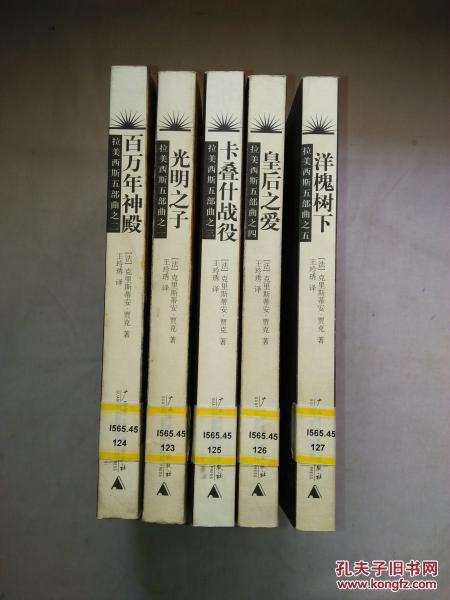 百万年神殿
拉美西斯五部曲之二
[法] 克里斯蒂安 贾克 著
王玲琇 译
I565.45
124
光明之子
拉美西斯五部曲之一
[法] 克里斯蒂安 贾克 著
王玲琇 译
I565.45
123
卡叠什战役
拉美西斯五部曲之三
[法] 克里斯蒂安 贾克 著
王玲琇 译
I565.45
125
皇后之爱
拉美西斯五部曲之四
[法] 克里斯蒂安 贾克 著
王玲琇 译
I565.45
126
洋槐树下
拉美西斯五部曲之五
[法] 克里斯蒂安 贾克 著
王玲琇 译
I565.45
127
孔夫子旧书网
www.kongfz.com